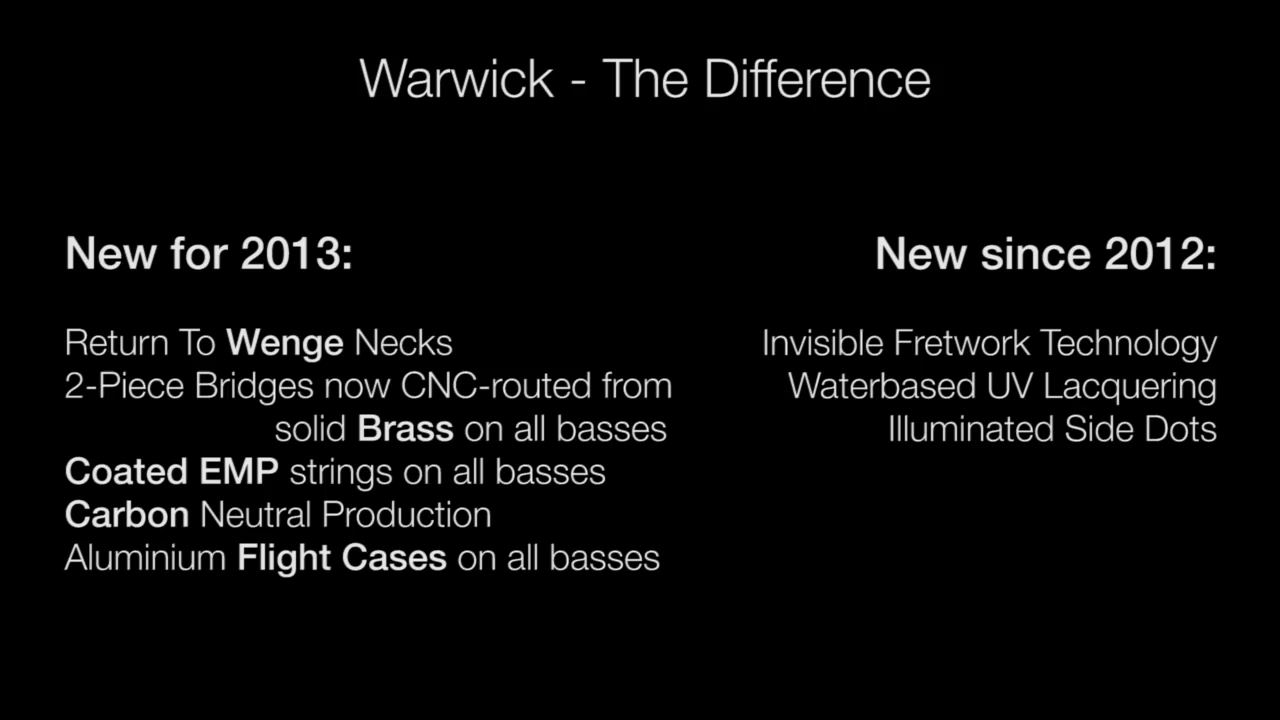 Warwick - The Difference
New for 2013:
Return To Wenge Necks
2-Piece Bridges now CNC-routed from
solid Brass on all basses
Coated EMP strings on all basses
Carbon Neutral Production
Aluminium Flight Cases on all basses
New since 2012:
Invisible Fretwork Technology
Waterbased UV Lacquering
Illuminated Side Dots